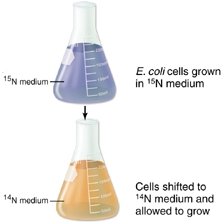 ¹⁵N medium
E. coli cells grown
in ¹⁵N medium
¹⁴N medium
Cells shifted to
¹⁴N medium and
allowed to grow